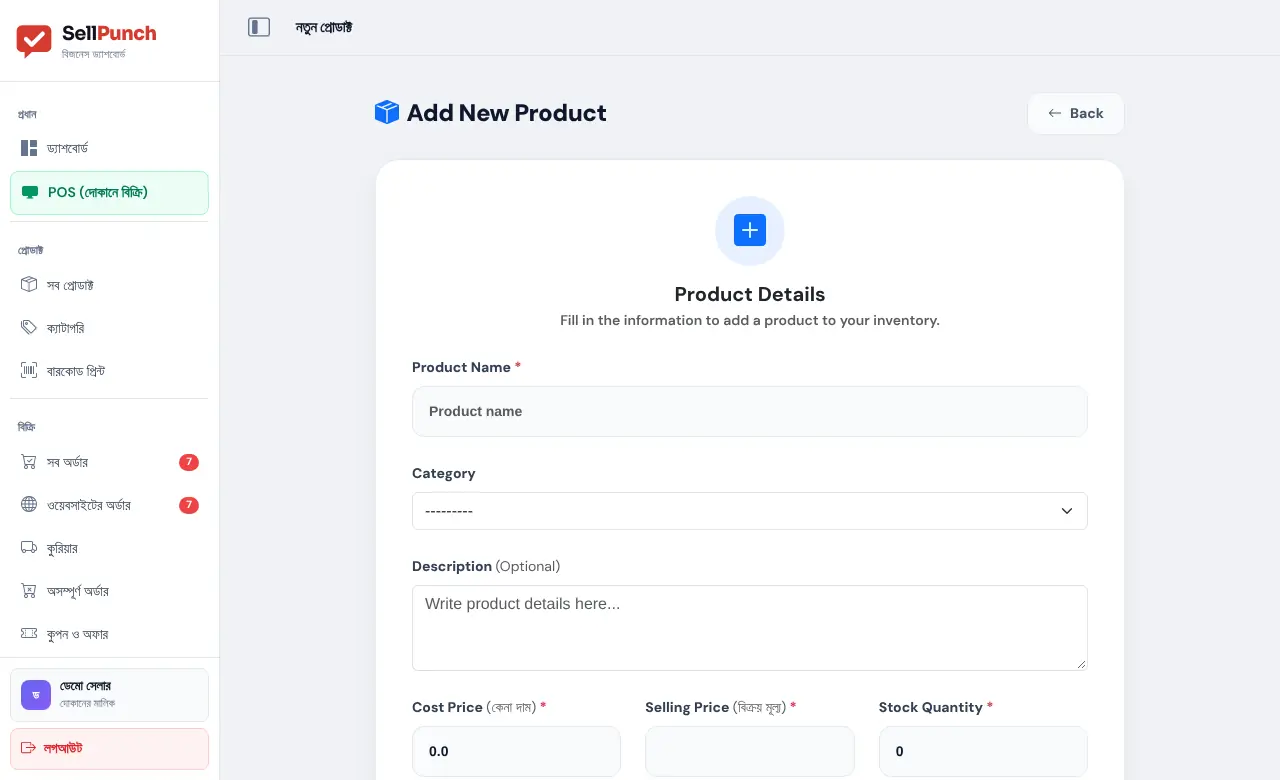 SellPunch
বিজনেস ড্যাশবোর্ড
প্রধান
ড্যাশবোর্ড
POS (দোকানে বিক্রি)
প্রোডাক্ট
সব প্রোডাক্ট
ক্যাটাগরি
বারকোড প্রিন্ট
বিক্রি
সব অর্ডার 7
ওয়েবসাইটের অর্ডার 7
কুরিয়ার
অসম্পূর্ণ অর্ডার
কুপন ও অফার
ড
ডেমো সেলার
দোকানের মালিক
লগআউট
নতুন প্রোডাক্ট
Add New Product
← Back
Product Details
Fill in the information to add a product to your inventory.
Product Name *
Product name
Category
---------
Description (Optional)
Write product details here...
Cost Price (কেনা দাম) * Selling Price (বিক্রয় মূল্য) * Stock Quantity *
0.0 0